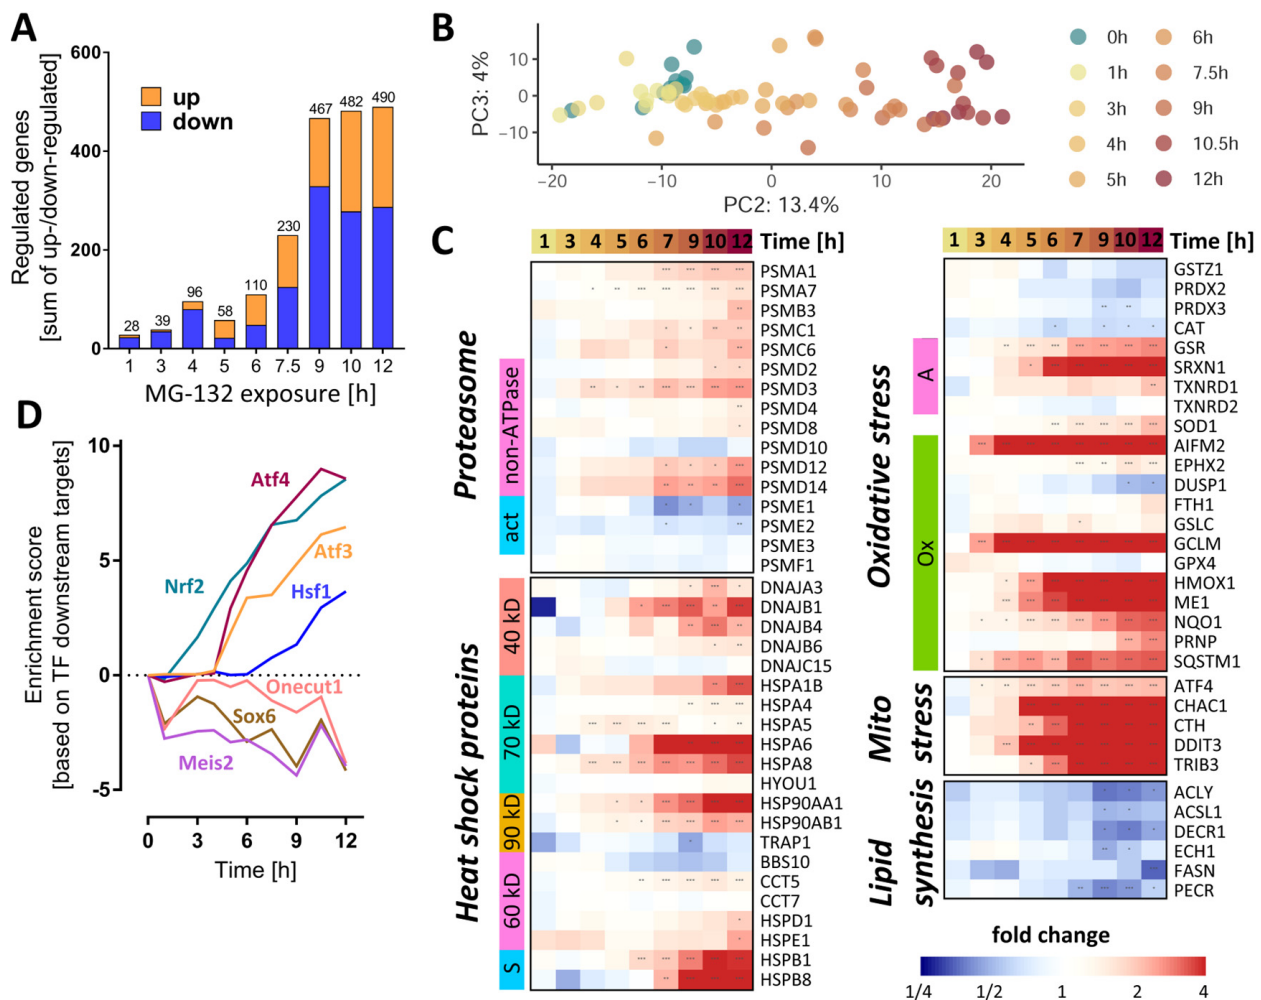 A
Regulated genes
[sum of up-/down-regulated]
600
400
200
0
up
down
28
39
96
58
110
230
467
482
490
1 3 4 5 6 7.5 9 10 12
MG-132 exposure [h]
B
PC3: 4%
10
0
−10
−20 −10 0 10 20
PC2: 13.4%
0h
1h
3h
4h
5h
6h
7.5h
9h
10.5h
12h
C
1 3 4 5 6 7 9 10 12 Time [h]
Proteasome
non-ATPase
act
PSMA1
PSMA7
PSMB3
PSMC1
PSMC6
PSMD2
PSMD3
PSMD4
PSMD8
PSMD10
PSMD12
PSMD14
PSME1
PSME2
PSME3
PSMF1
Heat shock proteins
40 kD
70 kD
90 kD
60 kD
S
DNAJA3
DNAJB1
DNAJB4
DNAJB6
DNAJC15
HSPA1B
HSPA4
HSPA5
HSPA6
HSPA8
HYOU1
HSP90AA1
HSP90AB1
TRAP1
BBS10
CCT5
CCT7
HSPD1
HSPE1
HSPB1
HSPB8
1 3 4 5 6 7 9 10 12 Time [h]
Oxidative stress
A
Ox
GSTZ1
PRDX2
PRDX3
CAT
GSR
SRXN1
TXNRD1
TXNRD2
SOD1
AIFM2
EPHX2
DUSP1
FTH1
GSLC
GCLM
GPX4
HMOX1
ME1
NQO1
PRNP
SQSTM1
Mito
stress
ATF4
CHAC1
CTH
DDIT3
TRIB3
Lipid
synthesis
ACLY
ACSL1
DECR1
ECH1
FASN
PECR
fold change
1/4 1/2 1 2 4
D
Enrichment score
[based on TF downstream targets]
10
5
0
-5
Atf4
Nrf2
Atf3
Hsf1
Onecut1
Sox6
Meis2
0 3 6 9 12
Time [h]